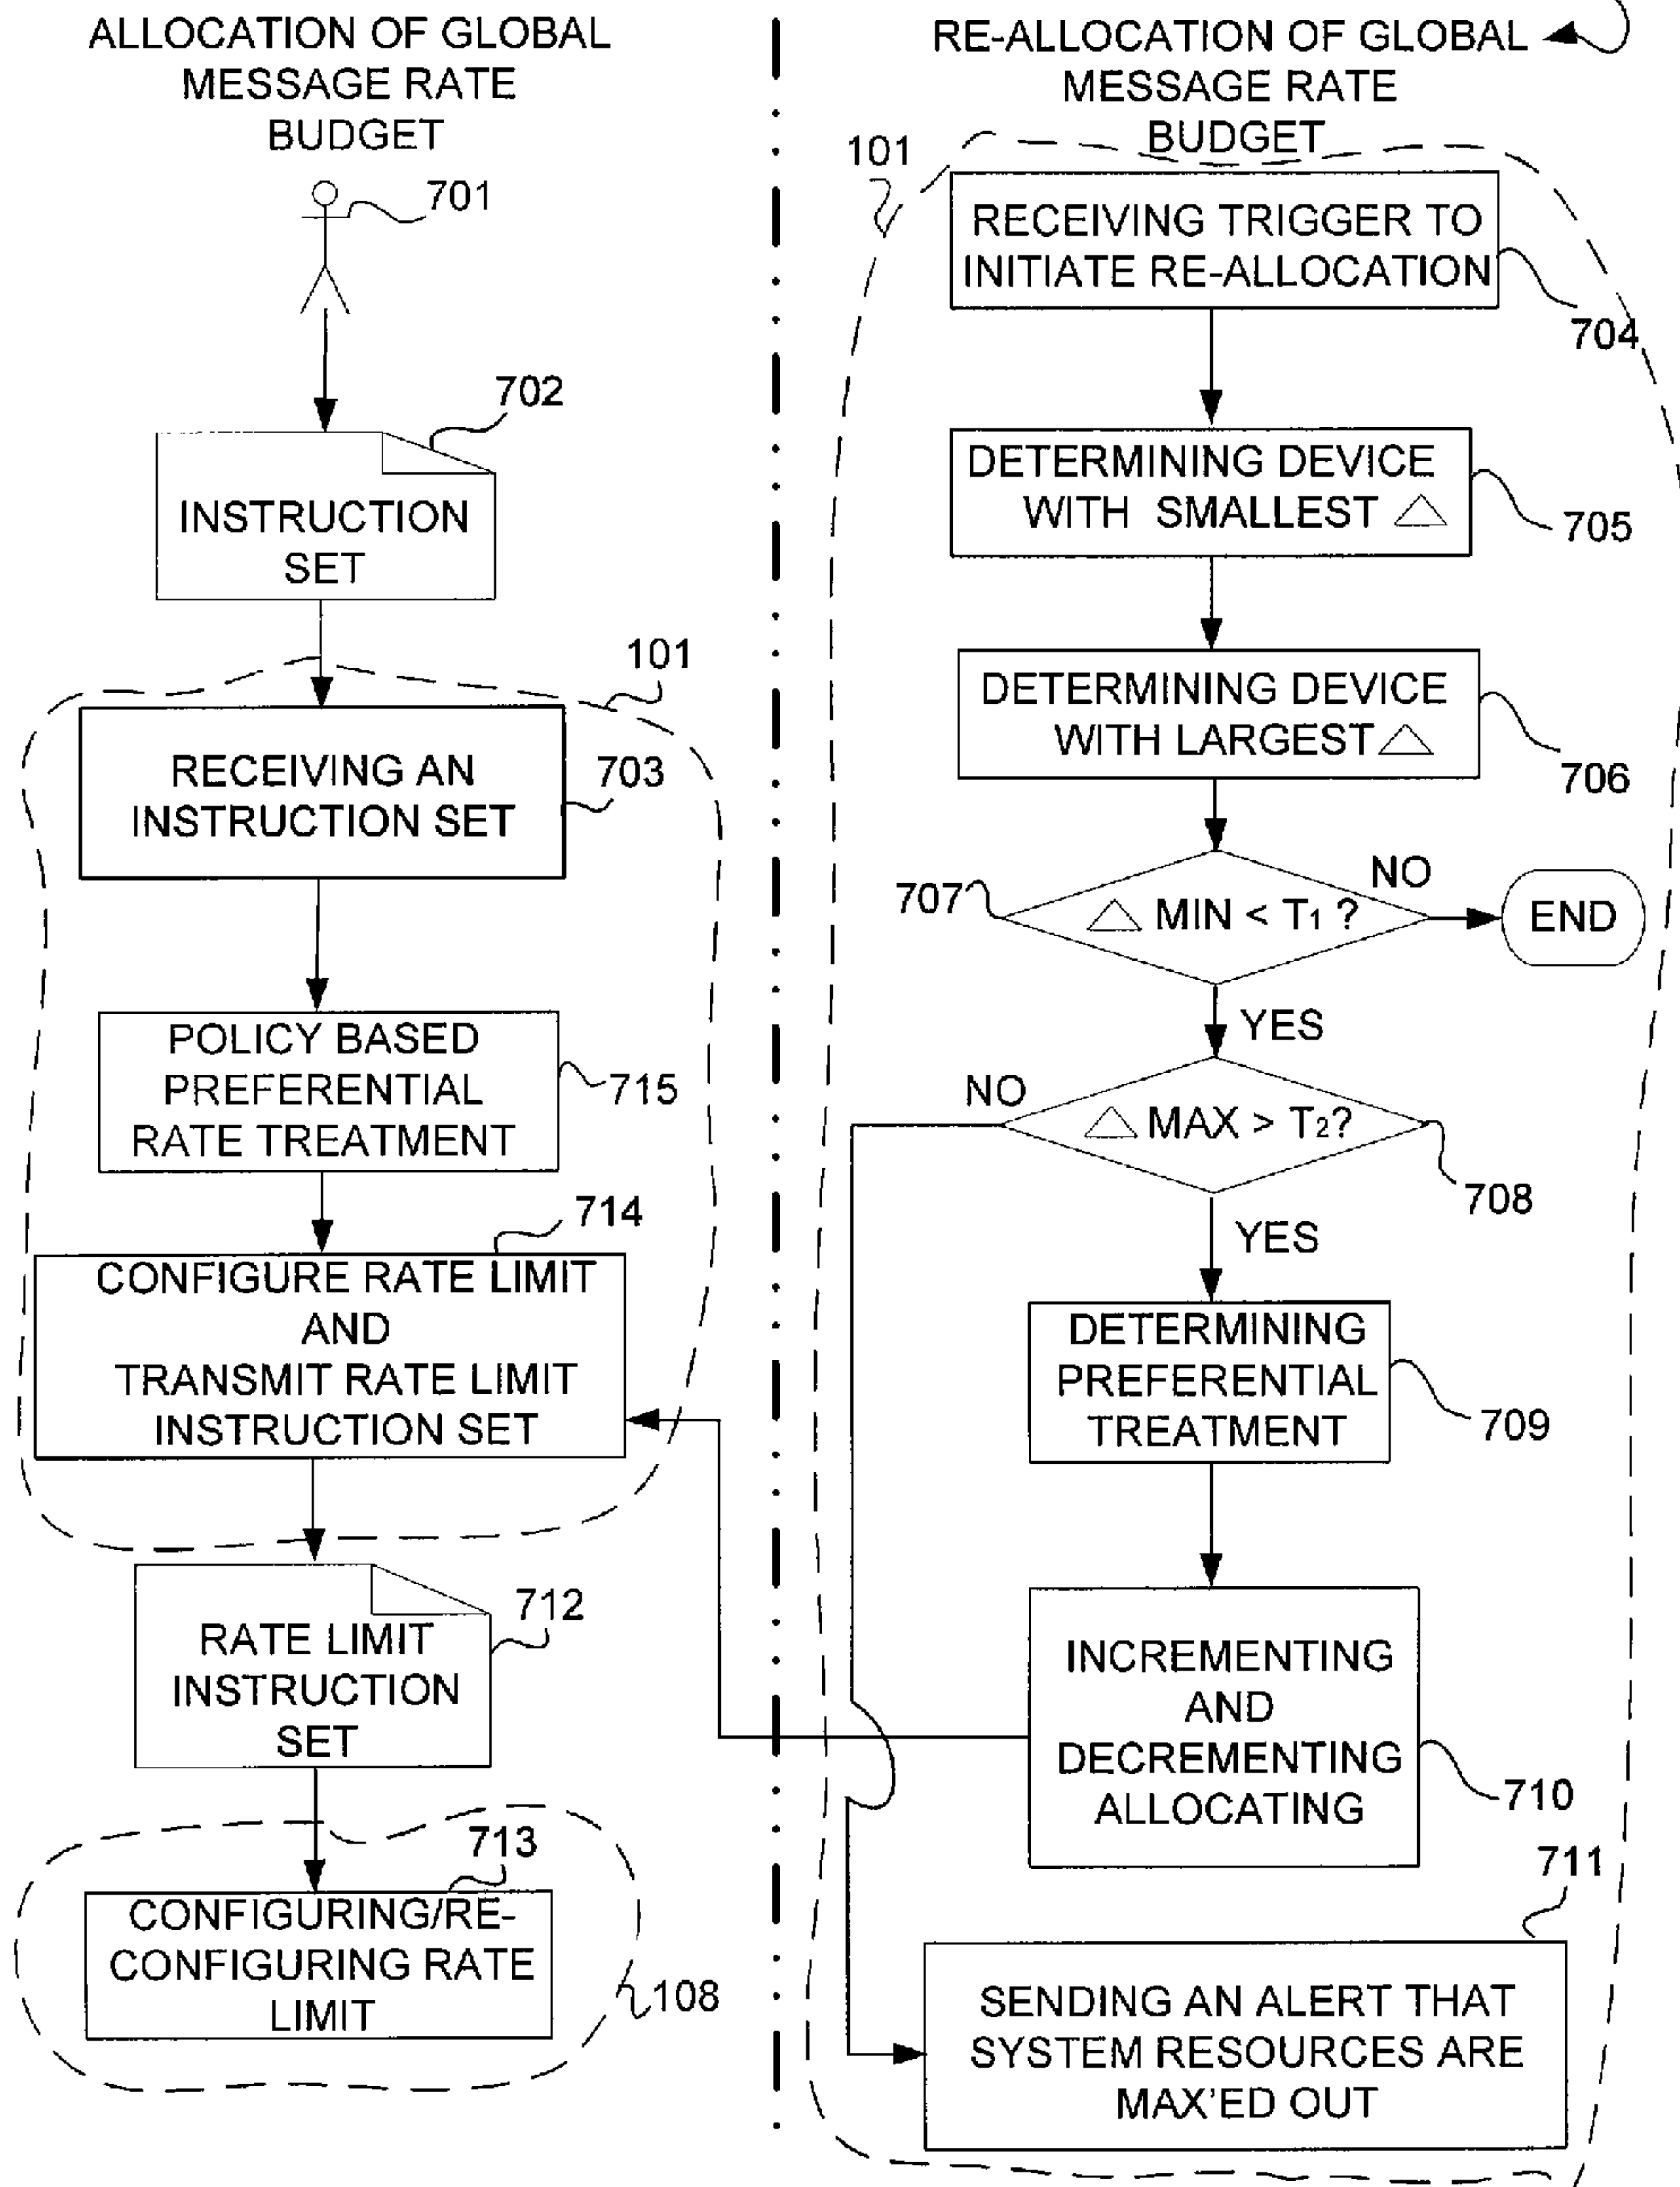 ALLOCATION OF GLOBAL
MESSAGE RATE
BUDGET
701
702
INSTRUCTION
SET
101
RECEIVING AN
INSTRUCTION SET
703
POLICY BASED
PREFERENTIAL
RATE TREATMENT
715
714
CONFIGURE RATE LIMIT
AND
TRANSMIT RATE LIMIT
INSTRUCTION SET
712
RATE LIMIT
INSTRUCTION
SET
713
CONFIGURING/RE-
CONFIGURING RATE
LIMIT
108
RE-ALLOCATION OF GLOBAL
MESSAGE RATE
BUDGET
101
RECEIVING TRIGGER TO
INITIATE RE-ALLOCATION
704
DETERMINING DEVICE
WITH SMALLEST △
705
DETERMINING DEVICE
WITH LARGEST △
706
707
△ MIN < T1 ?
NO
END
YES
NO
△ MAX > T2?
708
YES
DETERMINING
PREFERENTIAL
TREATMENT
709
INCREMENTING
AND
DECREMENTING
ALLOCATING
710
711
SENDING AN ALERT THAT
SYSTEM RESOURCES ARE
MAX'ED OUT